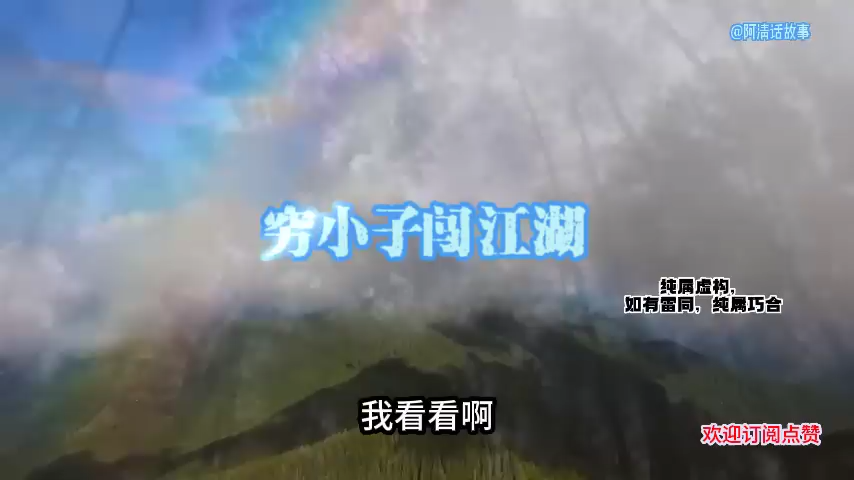 @阿清话故事
穷小子闯江湖
纯属虚构，
如有雷同，纯属巧合
我看看啊
欢迎订阅点赞